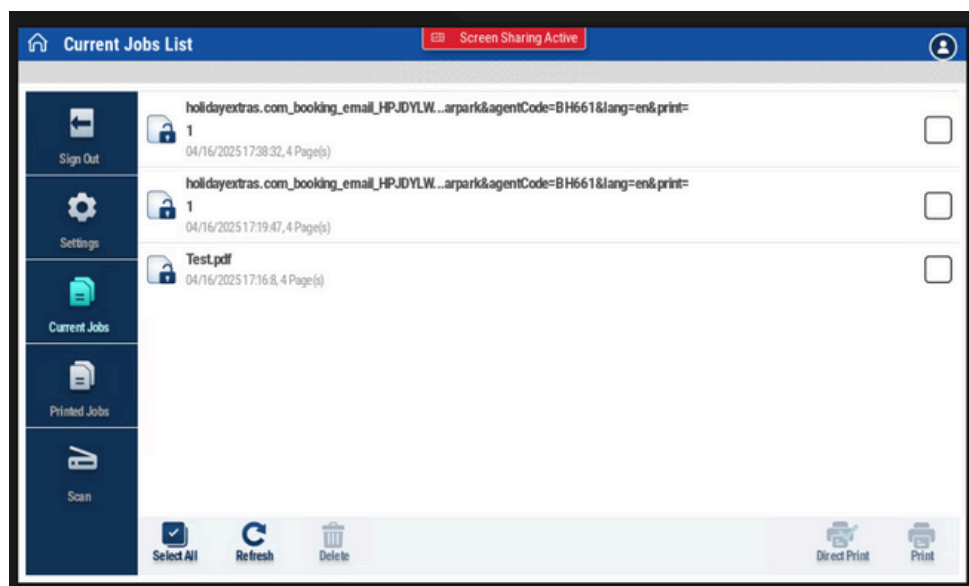 Current Jobs List
Screen Sharing Active
Sign Out
Settings
Current Jobs
Printed Jobs
Scan
holidayextras.com_booking_email_HPJDYLW...arpark&agentCode=BH661&lang=en&print=
1
04/16/2025 17:38:32, 4 Page(s)
holidayextras.com_booking_email_HPJDYLW...arpark&agentCode=BH661&lang=en&print=
1
04/16/2025 17:19:47, 4 Page(s)
Test.pdf
04/16/2025 17:16:8, 4 Page(s)
Select All
Refresh
Delete
Direct Print
Print